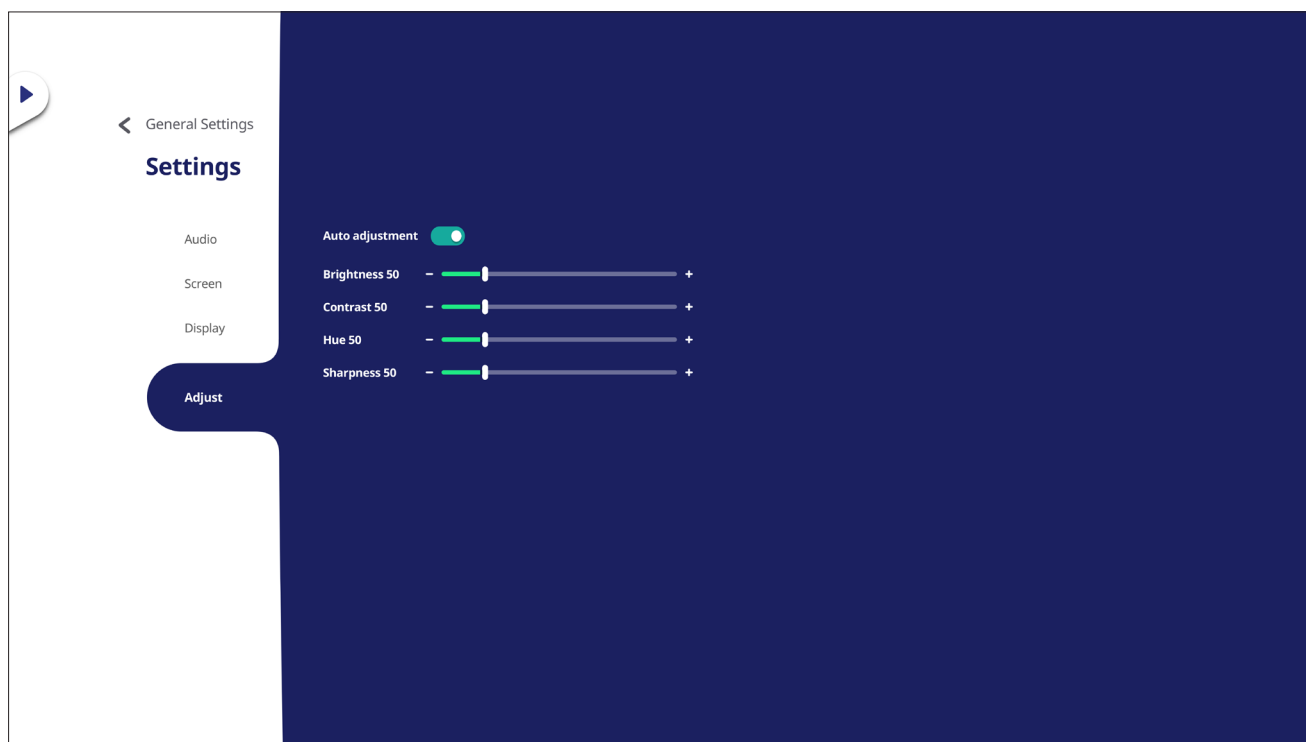 General Settings
Settings
Audio
Screen
Display
Adjust
Auto adjustment
Brightness 50 - +
Contrast 50 - +
Hue 50 - +
Sharpness 50 - +